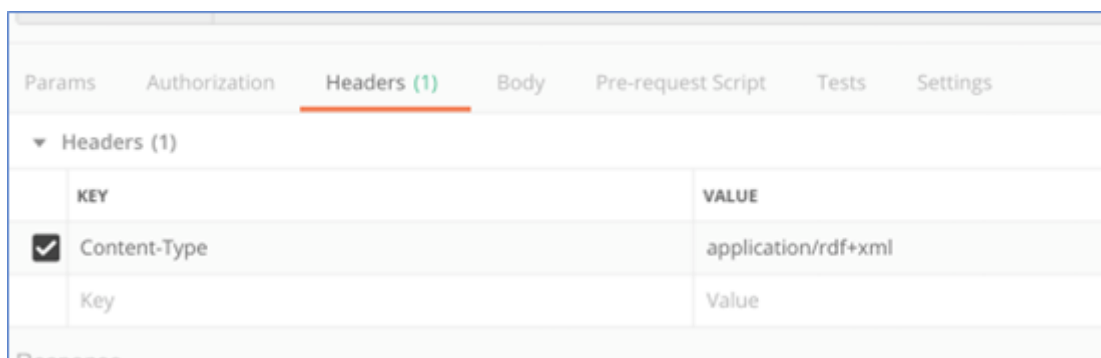 Params Authorization Headers (1) Body Pre-request Script Tests Settings
Headers (1)
KEY VALUE
Content-Type application/rdf+xml
Key Value
Response